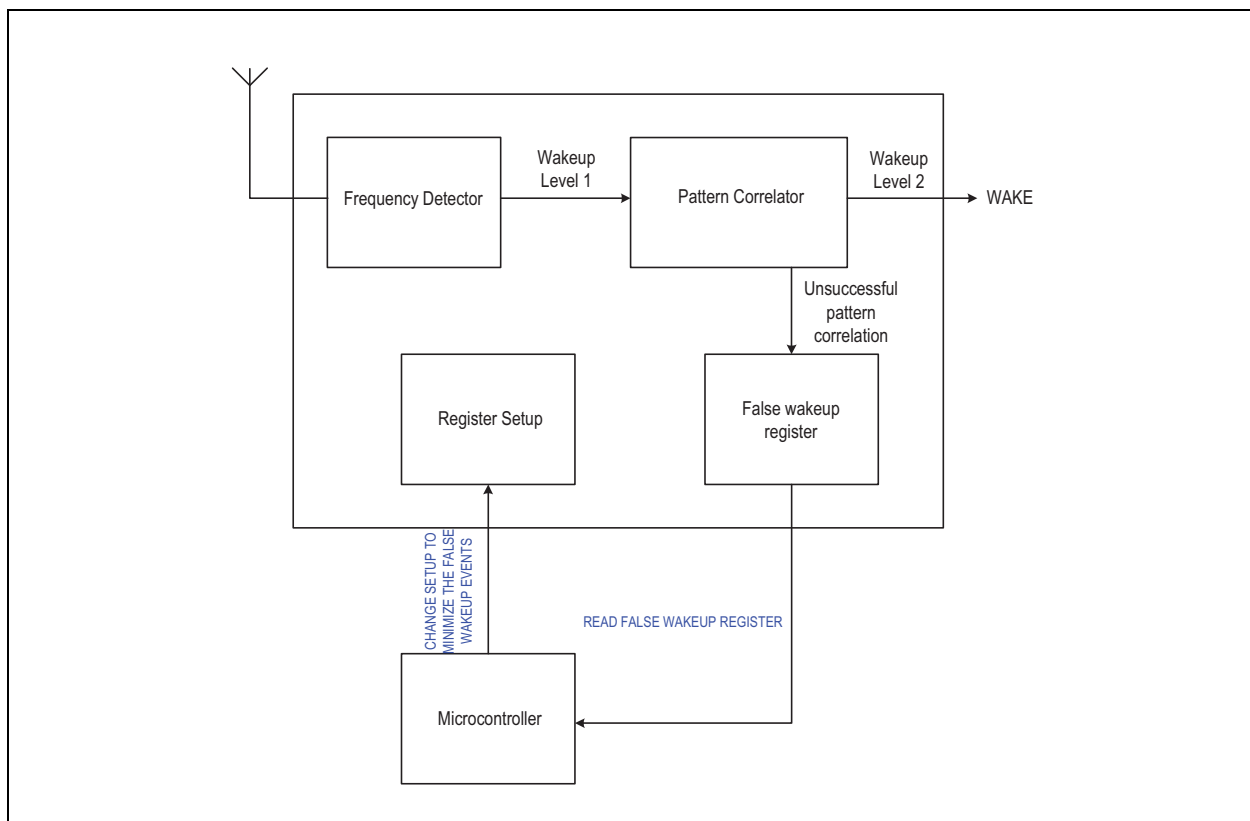 Frequency Detector
Wakeup
Level 1
Pattern Correlator
Wakeup
Level 2
WAKE
Unsuccessful
pattern
correlation
Register Setup
False wakeup
register
CHANGE SETUP TO
MINIMIZE THE FALSE
WAKEUP EVENTS
READ FALSE WAKEUP REGISTER
Microcontroller